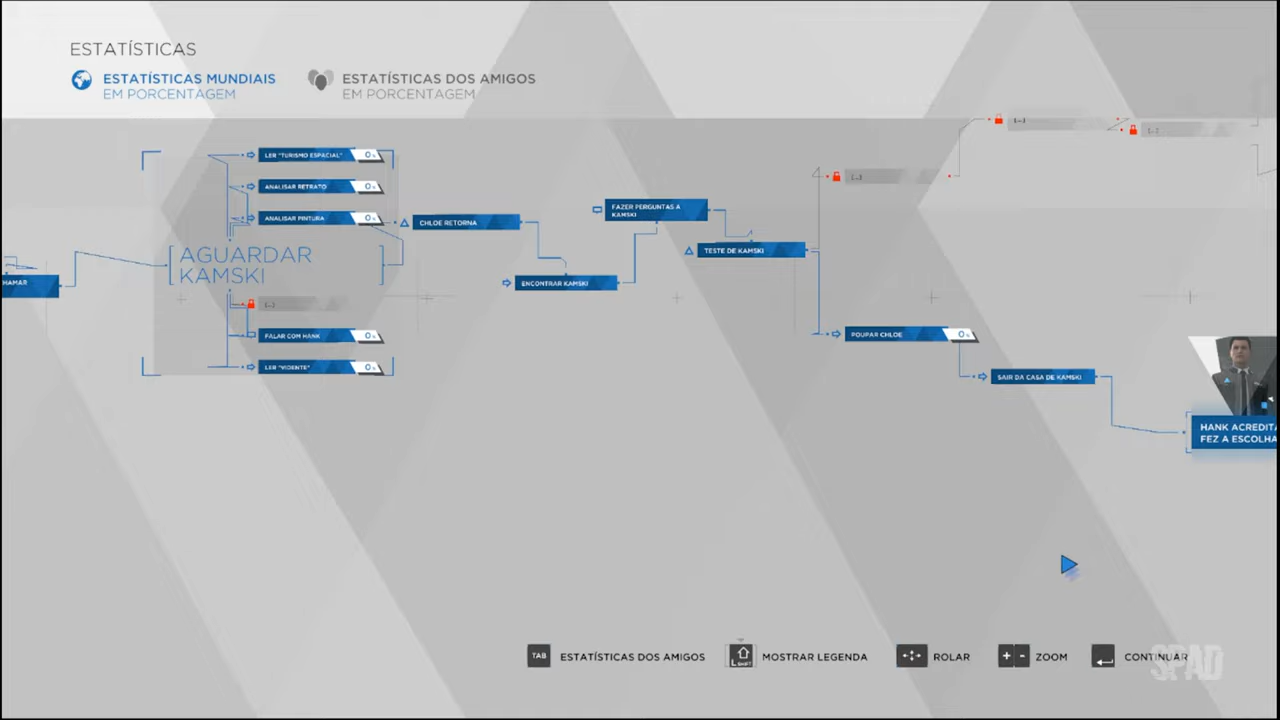 ESTATÍSTICAS
ESTATÍSTICAS MUNDIAIS
EM PORCENTAGEM
ESTATÍSTICAS DOS AMIGOS
EM PORCENTAGEM
[...]
[...]
LER "TURISMO ESPACIAL" 0%
[...]
ANALISAR RETRATO 0%
FAZER PERGUNTAS A
KAMSKI
ANALISAR PINTURA 0%
CHLOE RETORNA
AGUARDAR
KAMSKI
TESTE DE KAMSKI
HAMAR
ENCONTRAR KAMSKI
[...]
FALAR COM HANK 0%
POUPAR CHLOE 0%
LER "VIDENTE" 0%
SAIR DA CASA DE KAMSKI
HANK ACREDITA
FEZ A ESCOLHA
TAB ESTATÍSTICAS DOS AMIGOS
L SHIFT MOSTRAR LEGENDA
ROLAR
+ - ZOOM
CONTINUAR
SPAD